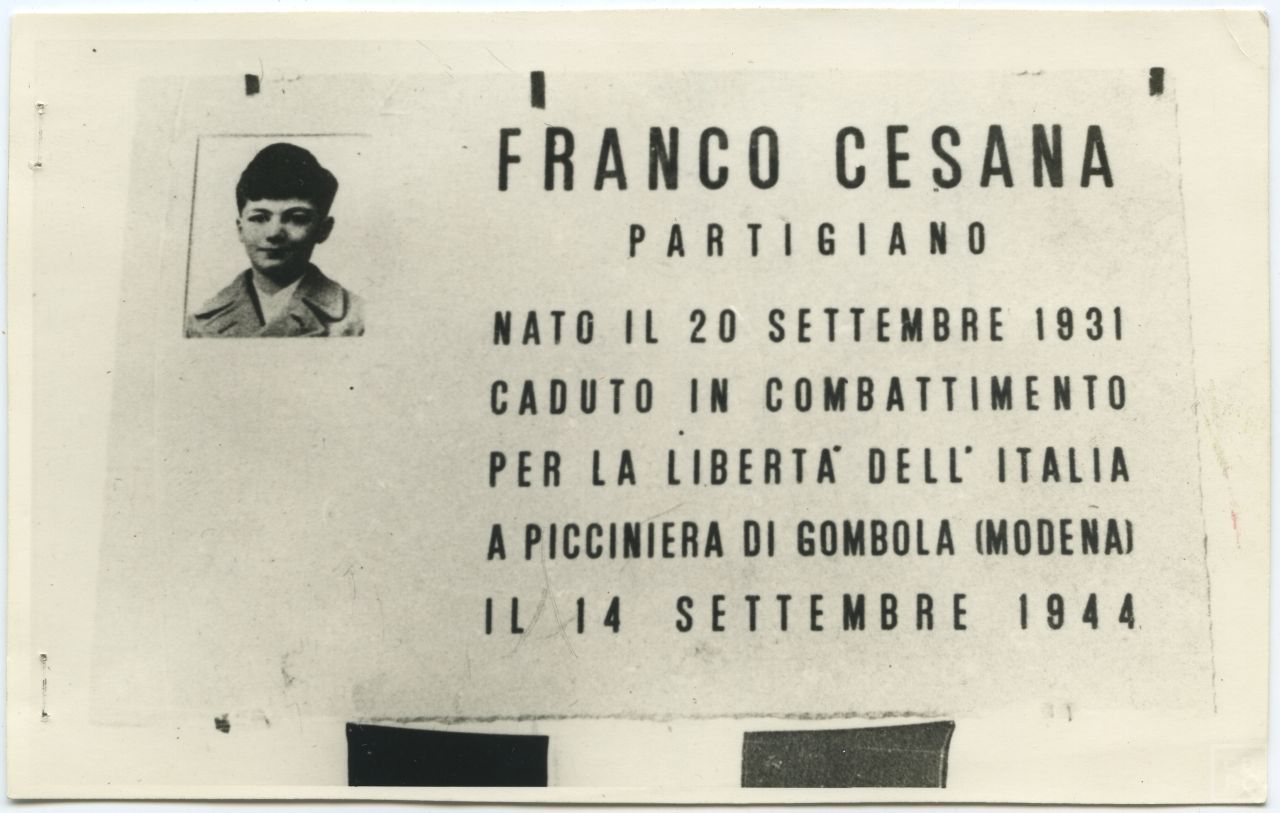 FRANCO CESANA
PARTIGIANO
NATO IL 20 SETTEMBRE 1931
CADUTO IN COMBATTIMENTO
PER LA LIBERTA' DELL' ITALIA
A PICCINIERA DI GOMBOLA (MODENA)
IL 14 SETTEMBRE 1944